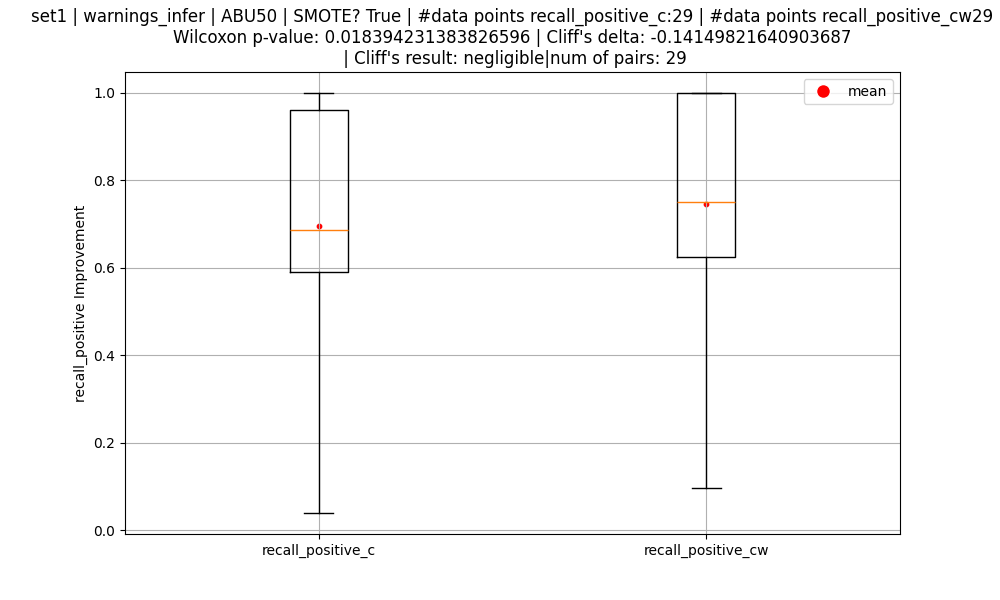 set1 | warnings_infer | ABU50 | SMOTE? True | #data points recall_positive_c:29 | #data points recall_positive_cw29
Wilcoxon p-value: 0.018394231383826596 | Cliff's delta: -0.14149821640903687
| Cliff's result: negligible|num of pairs: 29
mean
1.0
0.8
0.6
0.4
0.2
0.0
recall_positive Improvement
recall_positive_c
recall_positive_cw